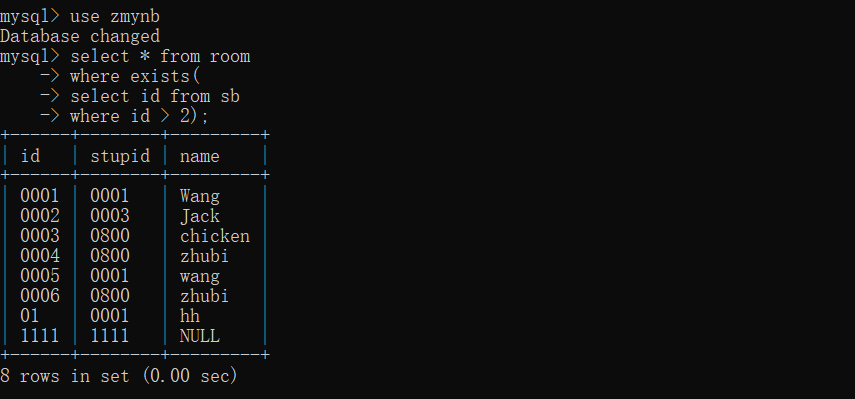 mysql> use zmynb
Database changed
mysql> select * from room
    -> where exists(
    -> select id from sb
    -> where id > 2);
+------+--------+---------+
| id   | stupid | name    |
+------+--------+---------+
| 0001 | 0001   | Wang    |
| 0002 | 0003   | Jack    |
| 0003 | 0800   | chicken |
| 0004 | 0800   | zhubi   |
| 0005 | 0001   | wang    |
| 0006 | 0800   | zhubi   |
| 01   | 0001   | hh      |
| 1111 | 1111   | NULL    |
+------+--------+---------+
8 rows in set (0.00 sec)